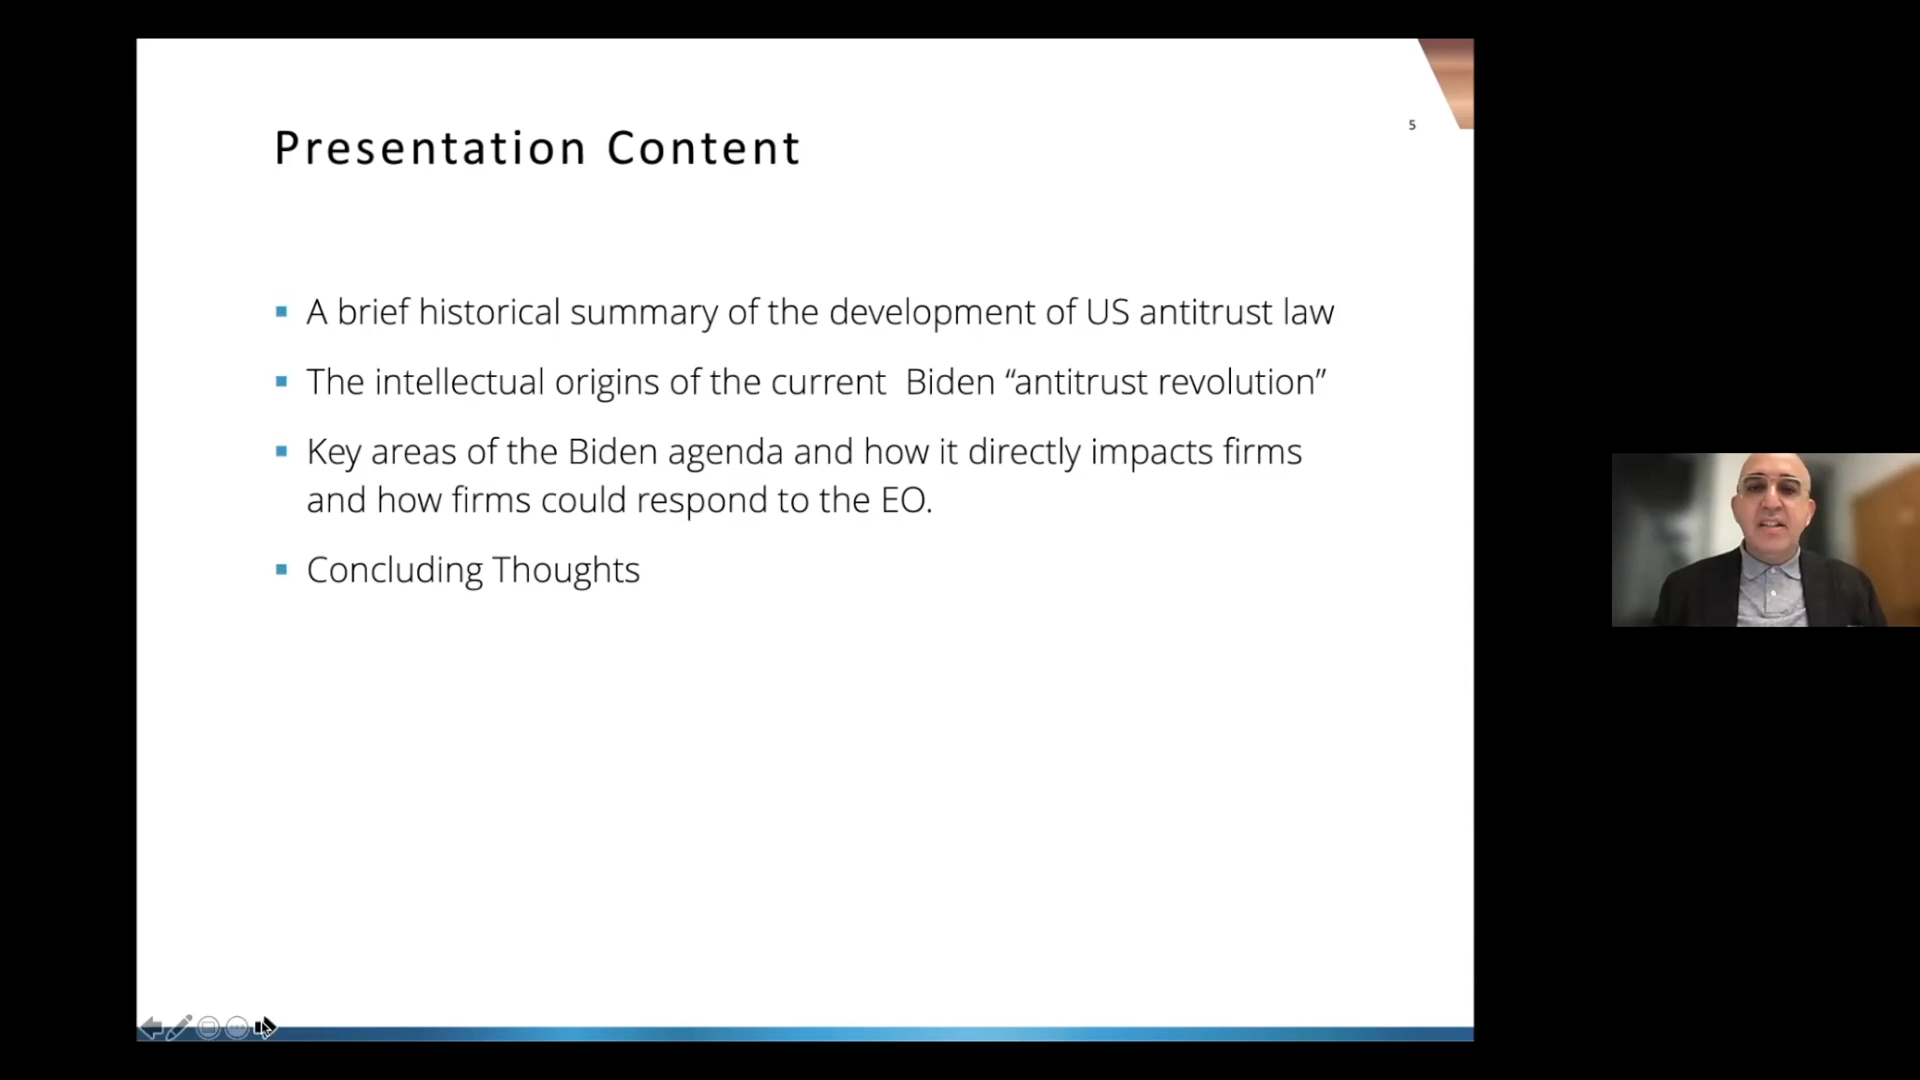 5
Presentation Content
A brief historical summary of the development of US antitrust law
The intellectual origins of the current  Biden “antitrust revolution”
Key areas of the Biden agenda and how it directly impacts firms
and how firms could respond to the EO.
Concluding Thoughts